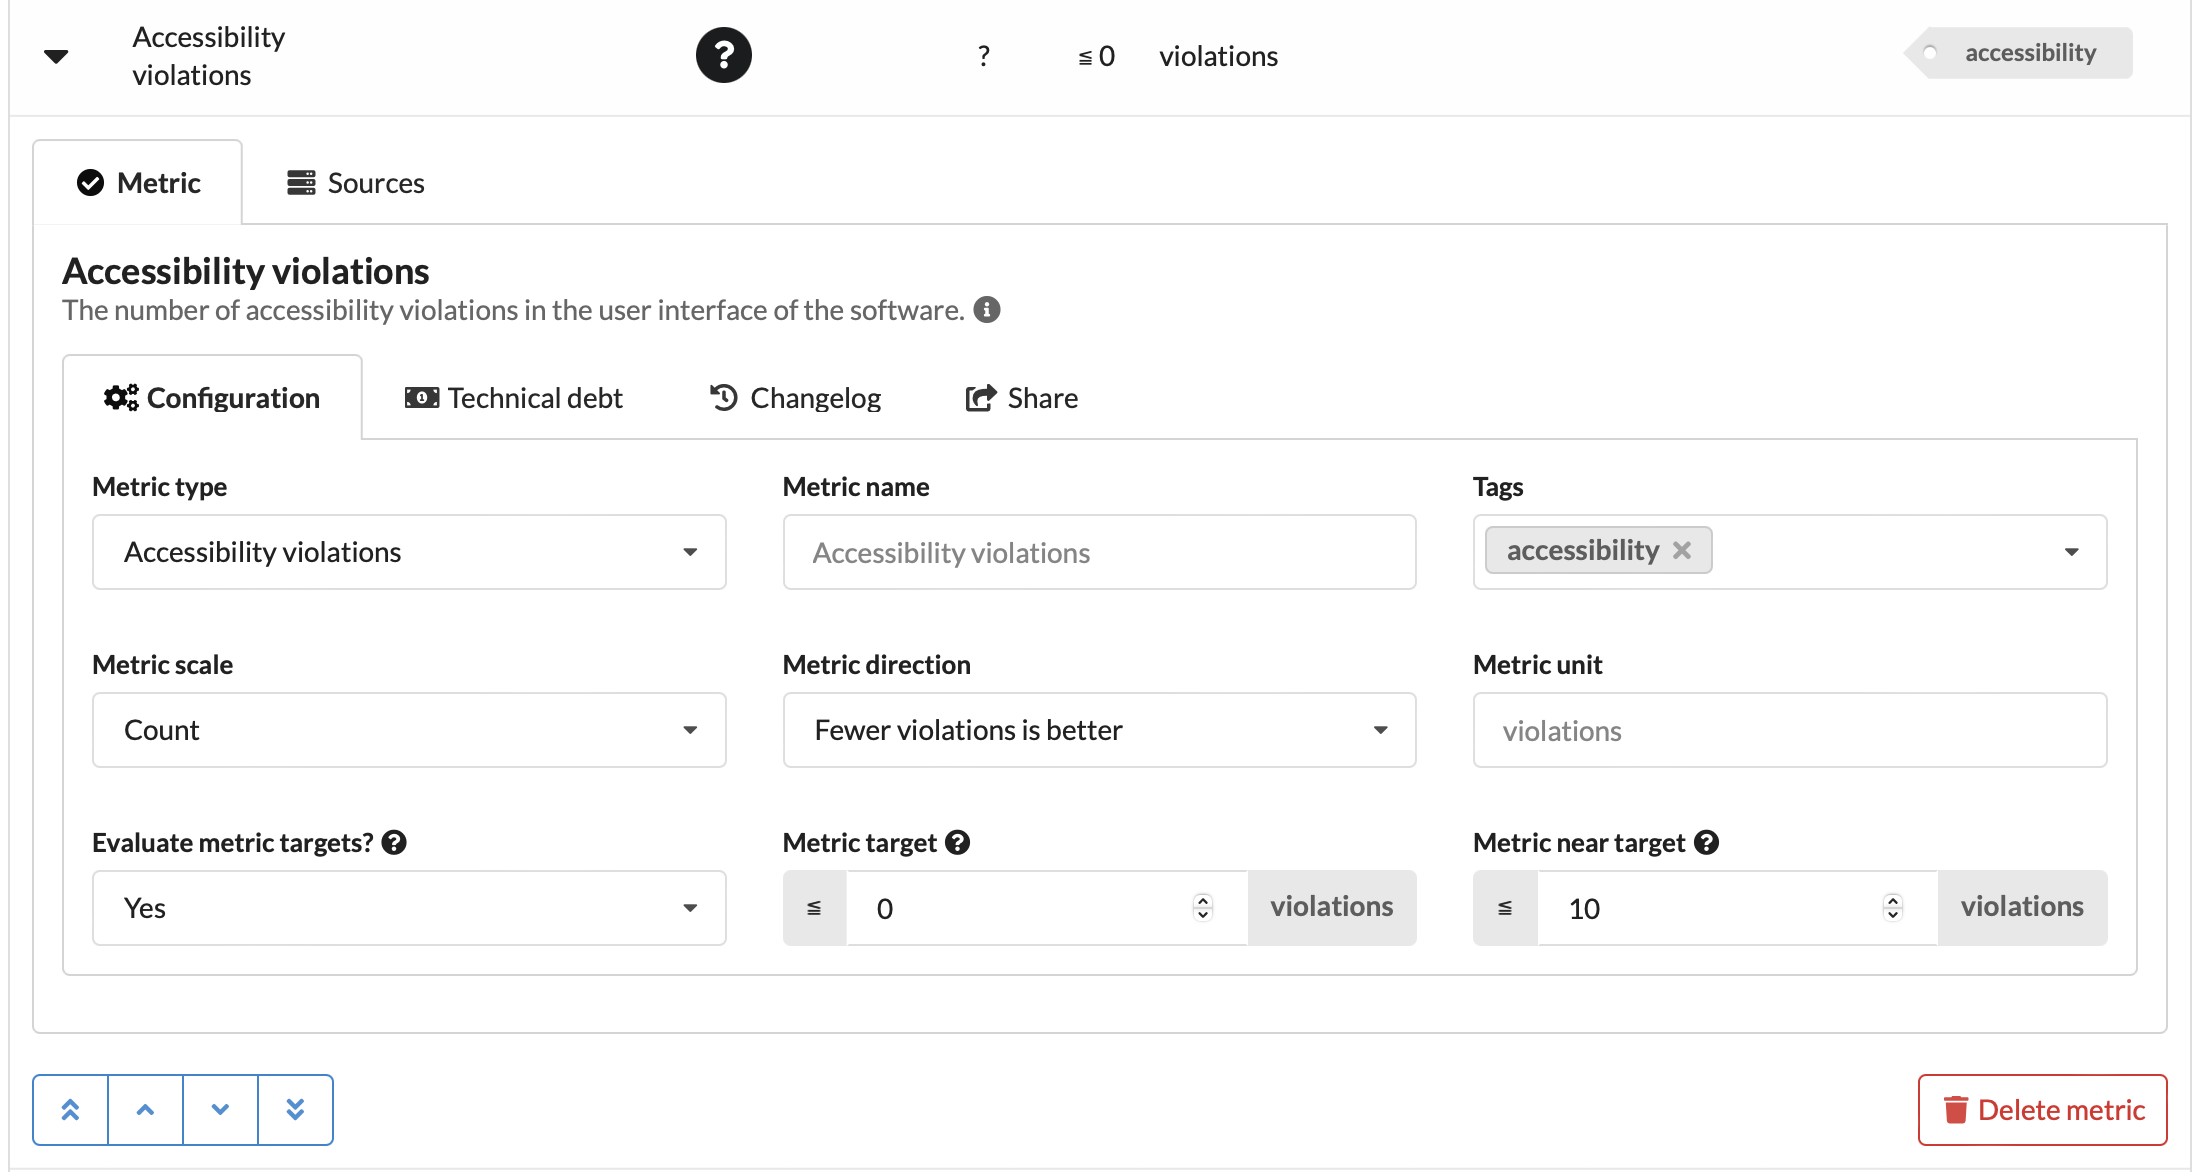 Accessibility
violations
? ? ≦ 0 violations accessibility
Metric Sources
Accessibility violations
The number of accessibility violations in the user interface of the software.
Configuration Technical debt Changelog Share
Metric type Metric name Tags
Accessibility violations Accessibility violations accessibility
Metric scale Metric direction Metric unit
Count Fewer violations is better violations
Evaluate metric targets? Metric target Metric near target
Yes ≦ 0 violations ≦ 10 violations
Delete metric